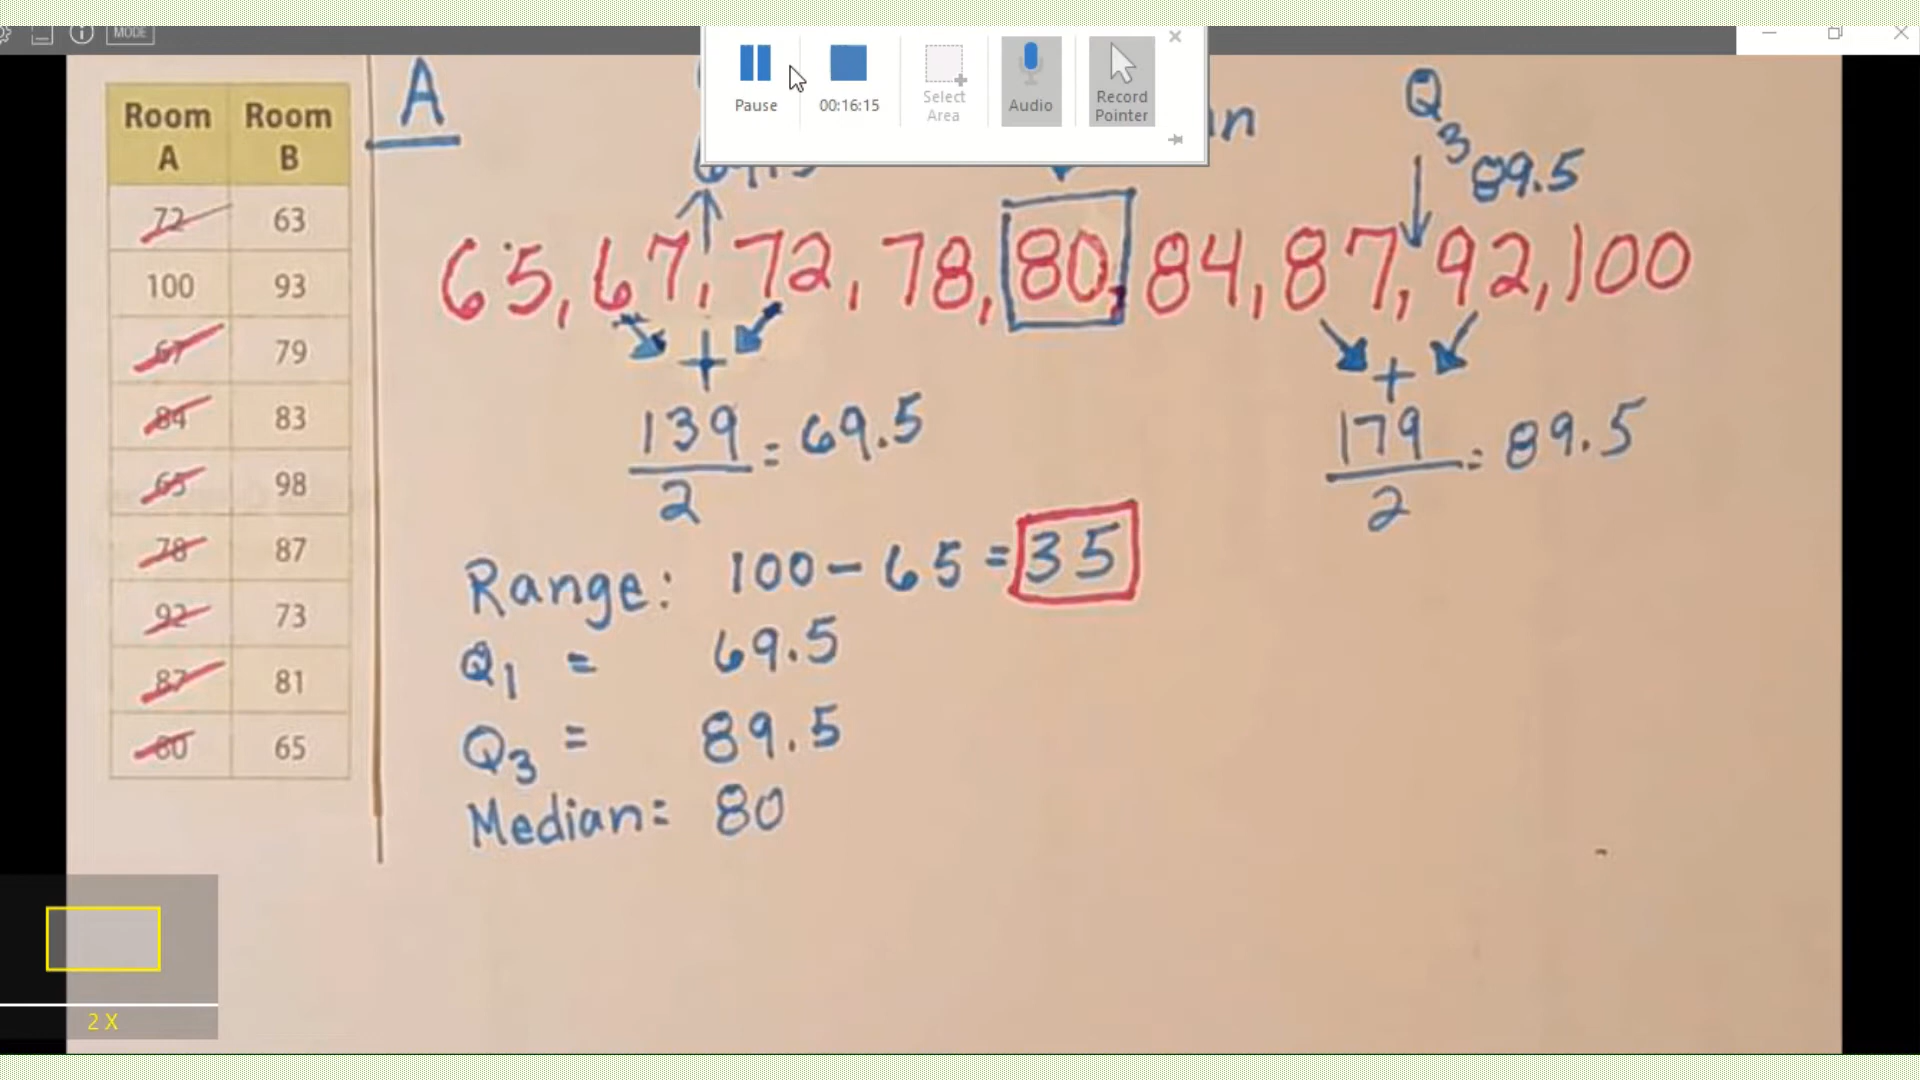 MODE
Pause
00:16:15
Select Area
Audio
Record Pointer
Room A Room B
72 63
100 93
67 79
84 83
65 98
78 87
92 73
87 81
80 65
A
Q3 89.5
65, 67, 72, 78, 80, 84, 87, 92, 100
+ +
139/2 = 69.5 179/2 = 89.5
Range: 100 - 65 = 35
Q1 = 69.5
Q3 = 89.5
Median: 80
2 X